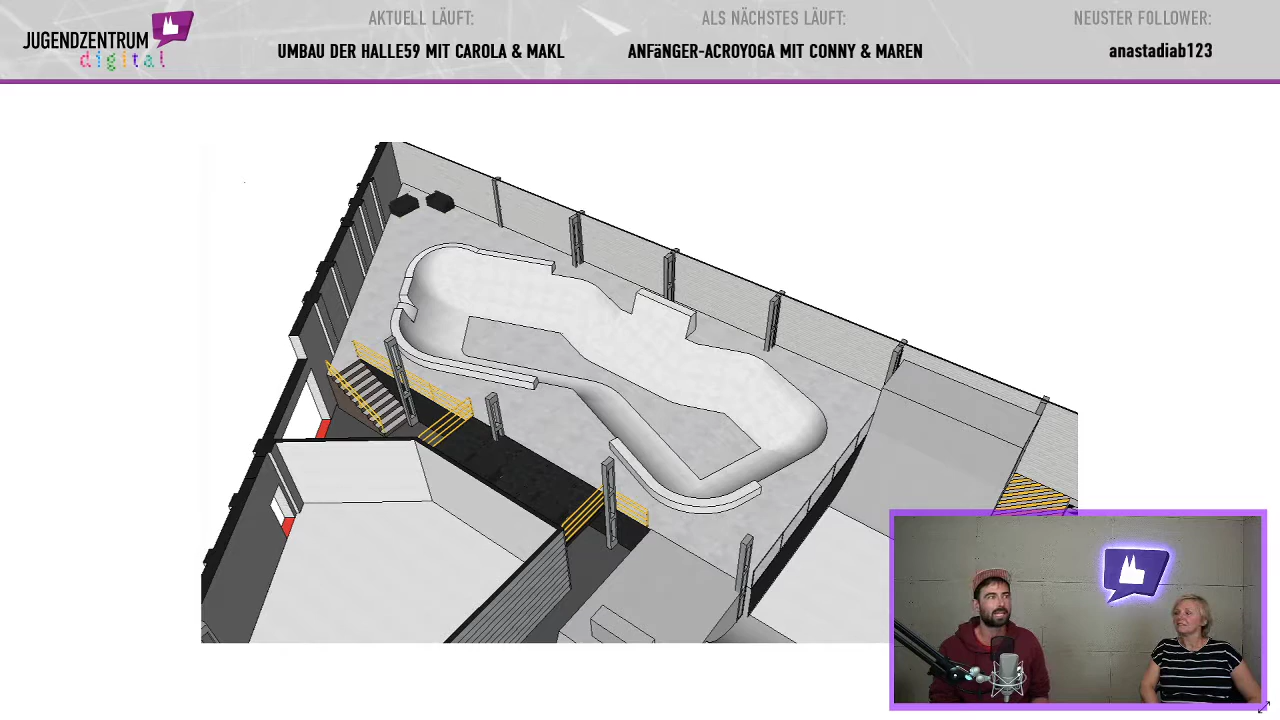 JUGENDZENTRUM
digital
AKTUELL LÄUFT:
UMBAU DER HALLE59 MIT CAROLA & MAKL
ALS NÄCHSTES LÄUFT:
ANFäNGER-ACROYOGA MIT CONNY & MAREN
NEUSTER FOLLOWER:
anastadiab123